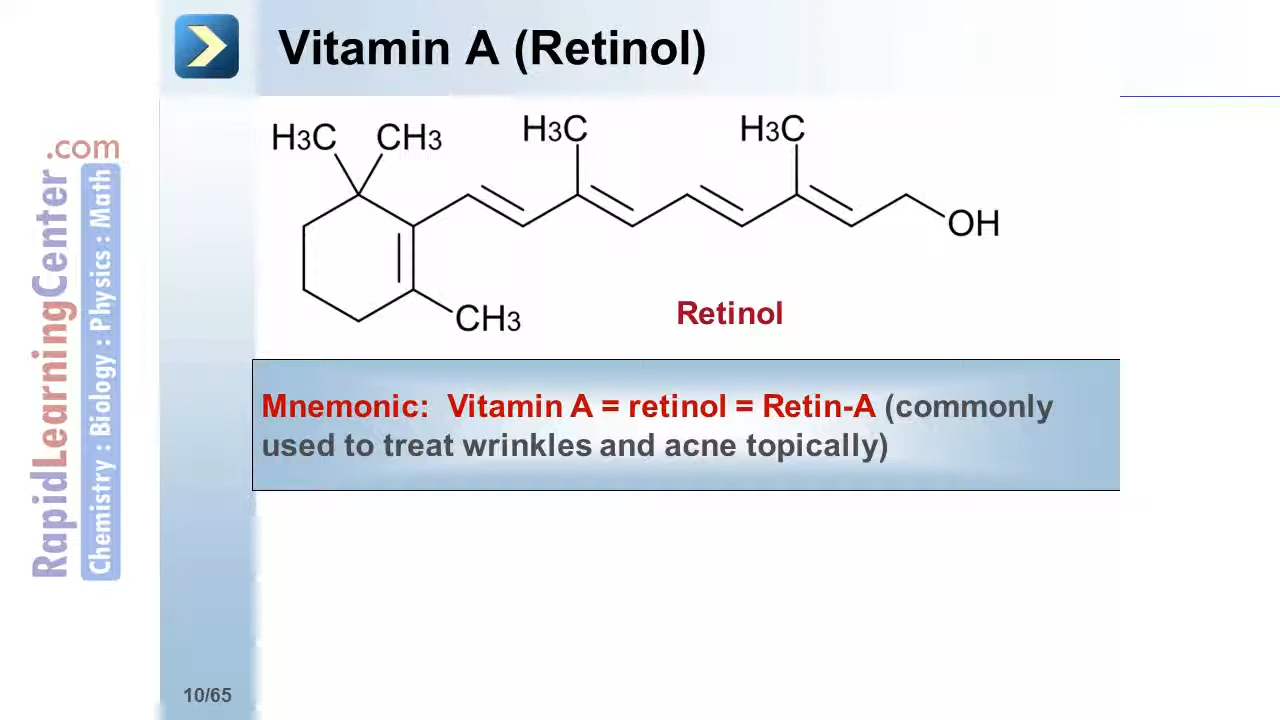 Vitamin A (Retinol)
H3C CH3 H3C H3C
OH
CH3
Retinol
Mnemonic: Vitamin A = retinol = Retin-A (commonly
used to treat wrinkles and acne topically)
RapidLearningCenter.com
Chemistry : Biology : Physics : Math
10/65